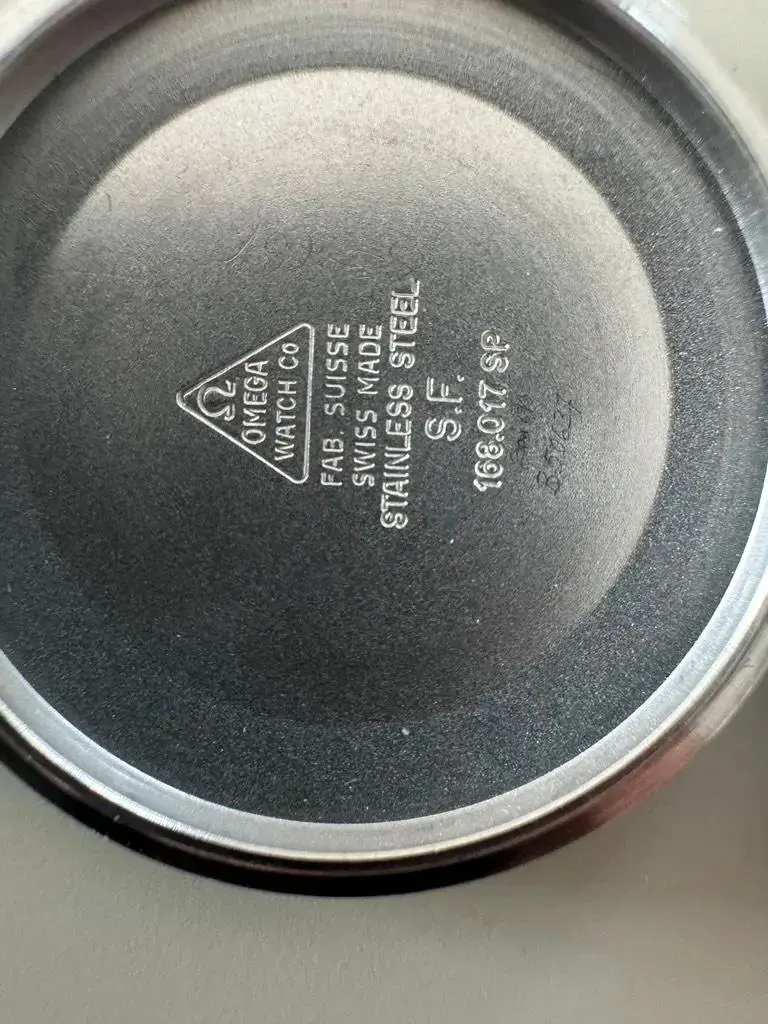 Ω
OMEGA
WATCH Co
FAB. SUISSE
SWISS MADE
STAINLESS STEEL
S.F.
168.017 SP